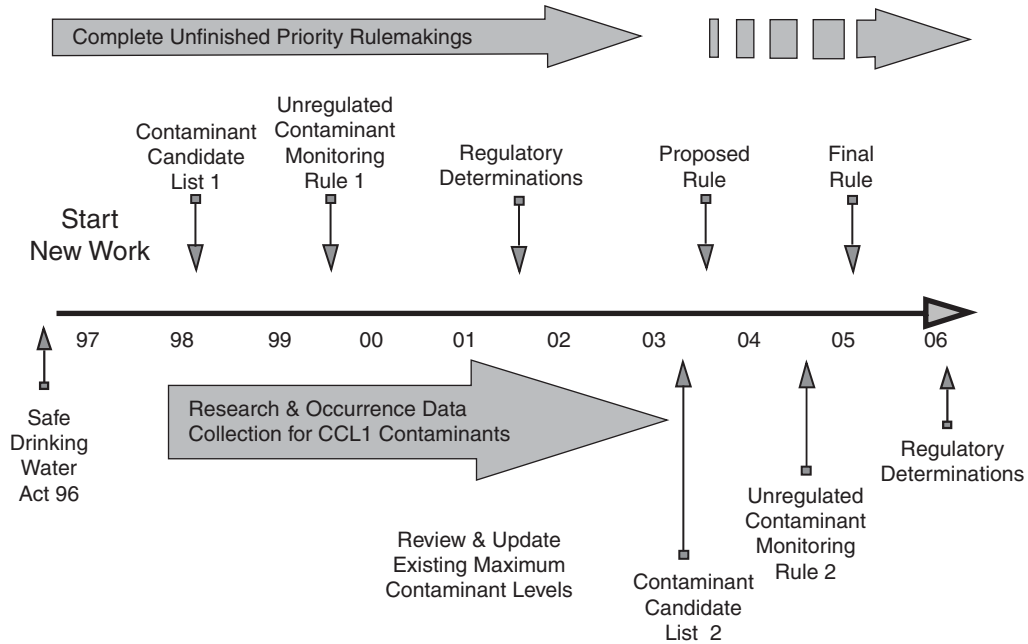 Complete Unfinished Priority Rulemakings
Contaminant
Candidate
List 1
Unregulated
Contaminant
Monitoring
Rule 1
Regulatory
Determinations
Proposed
Rule
Final
Rule
Start
New Work
97 98 99 00 01 02 03 04 05 06
Safe
Drinking
Water
Act 96
Research & Occurrence Data
Collection for CCL1 Contaminants
Review & Update
Existing Maximum
Contaminant Levels
Contaminant
Candidate
List 2
Unregulated
Contaminant
Monitoring
Rule 2
Regulatory
Determinations